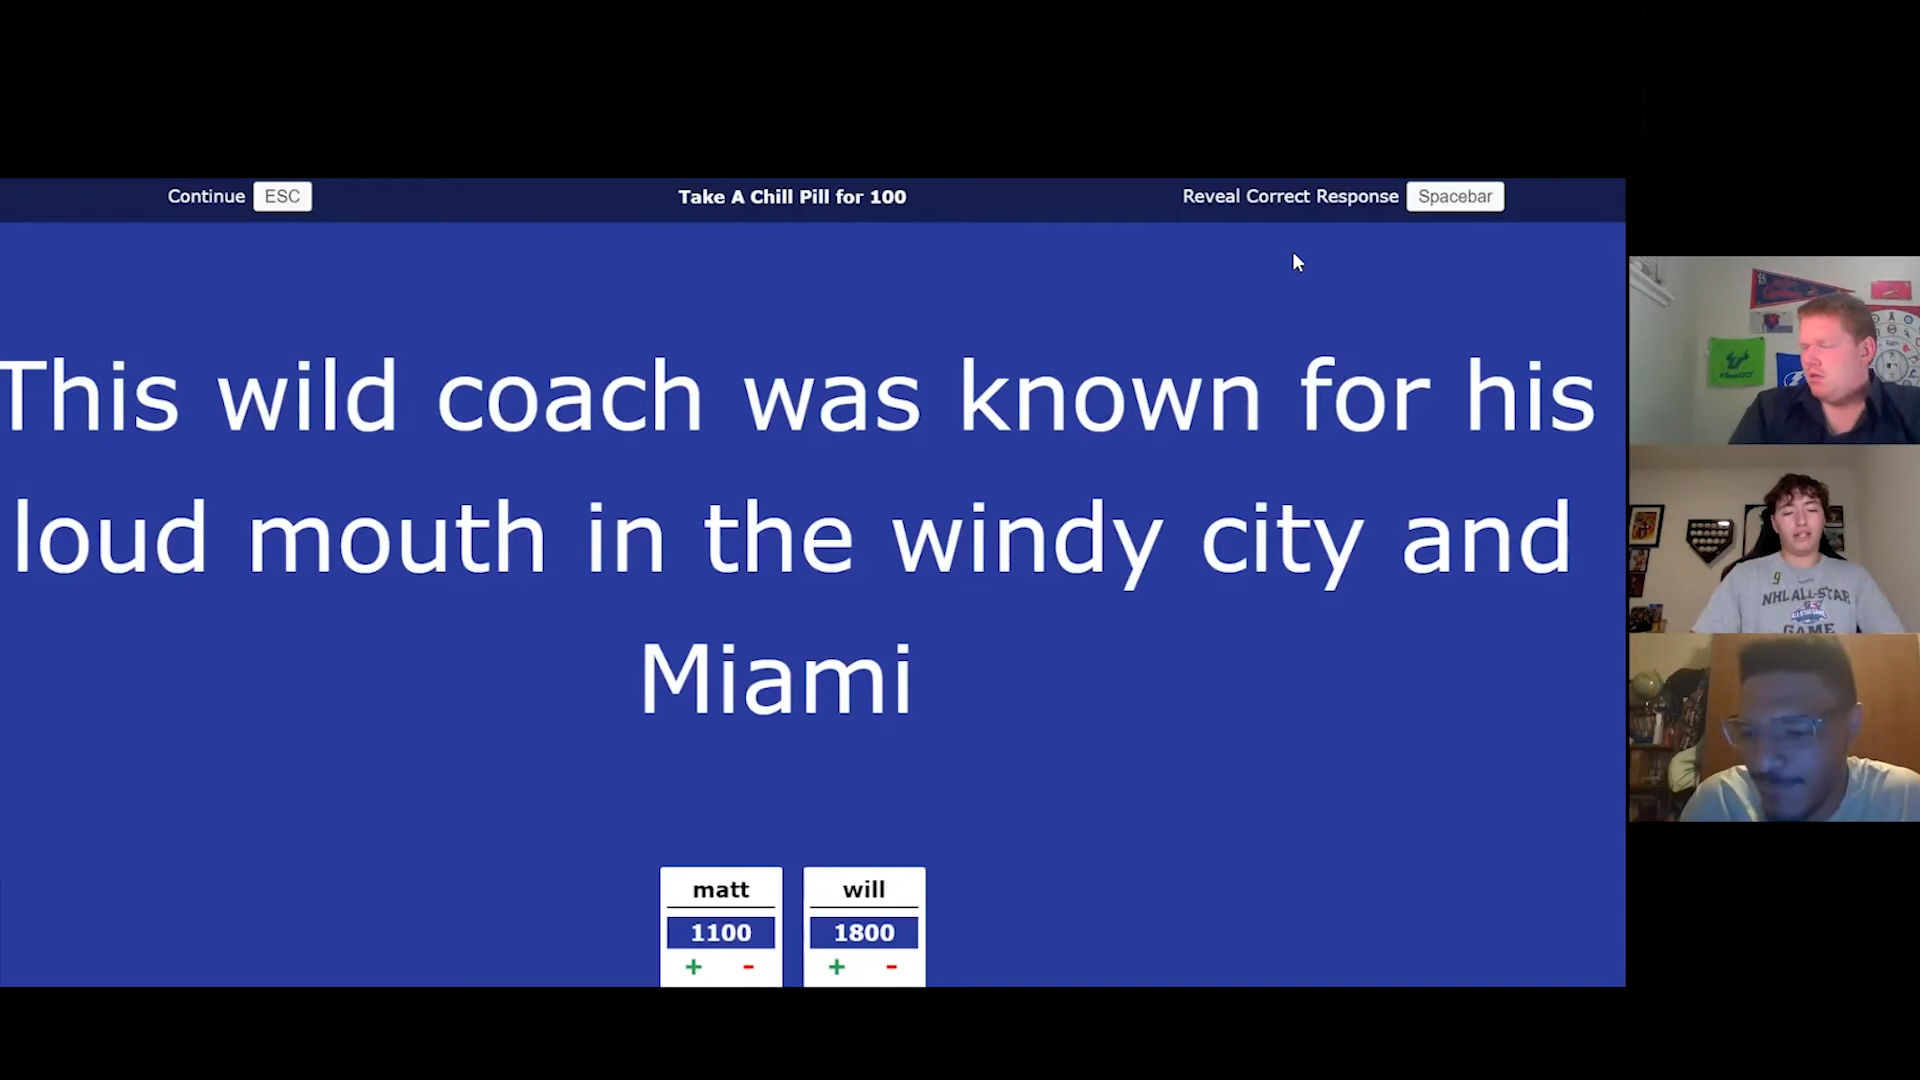 Continue ESC
Take A Chill Pill for 100
Reveal Correct Response Spacebar
This wild coach was known for his
loud mouth in the windy city and
Miami
matt
1100
+ -
will
1800
+ -
9
NHL ALL-STAR
GAME